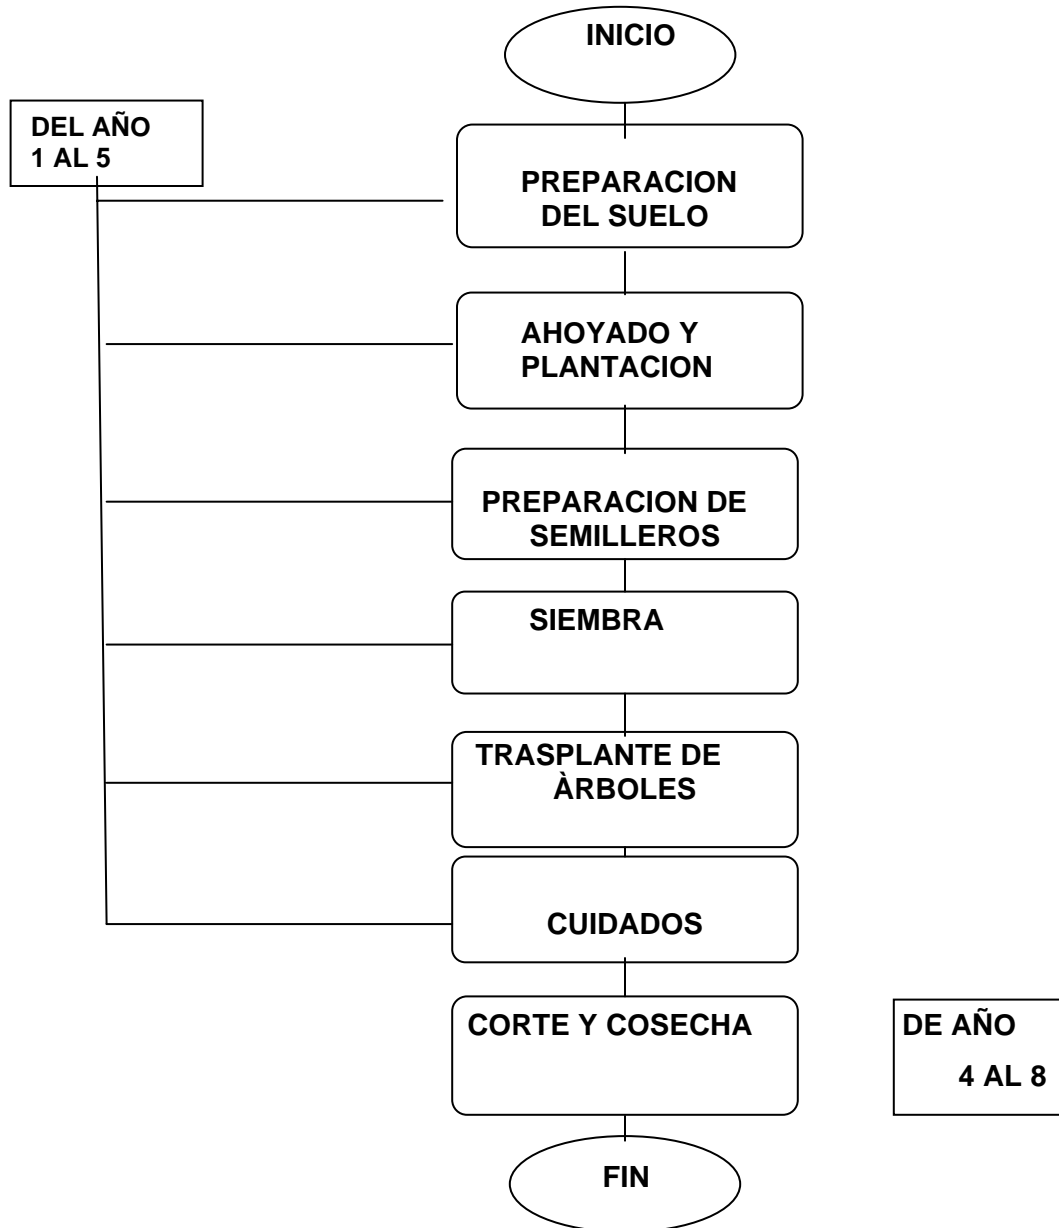 INICIO
DEL AÑO
1 AL 5
PREPARACION
DEL SUELO
AHOYADO Y
PLANTACION
PREPARACION DE
SEMILLEROS
SIEMBRA
TRASPLANTE DE
ÀRBOLES
CUIDADOS
CORTE Y COSECHA
DE AÑO
4 AL 8
FIN